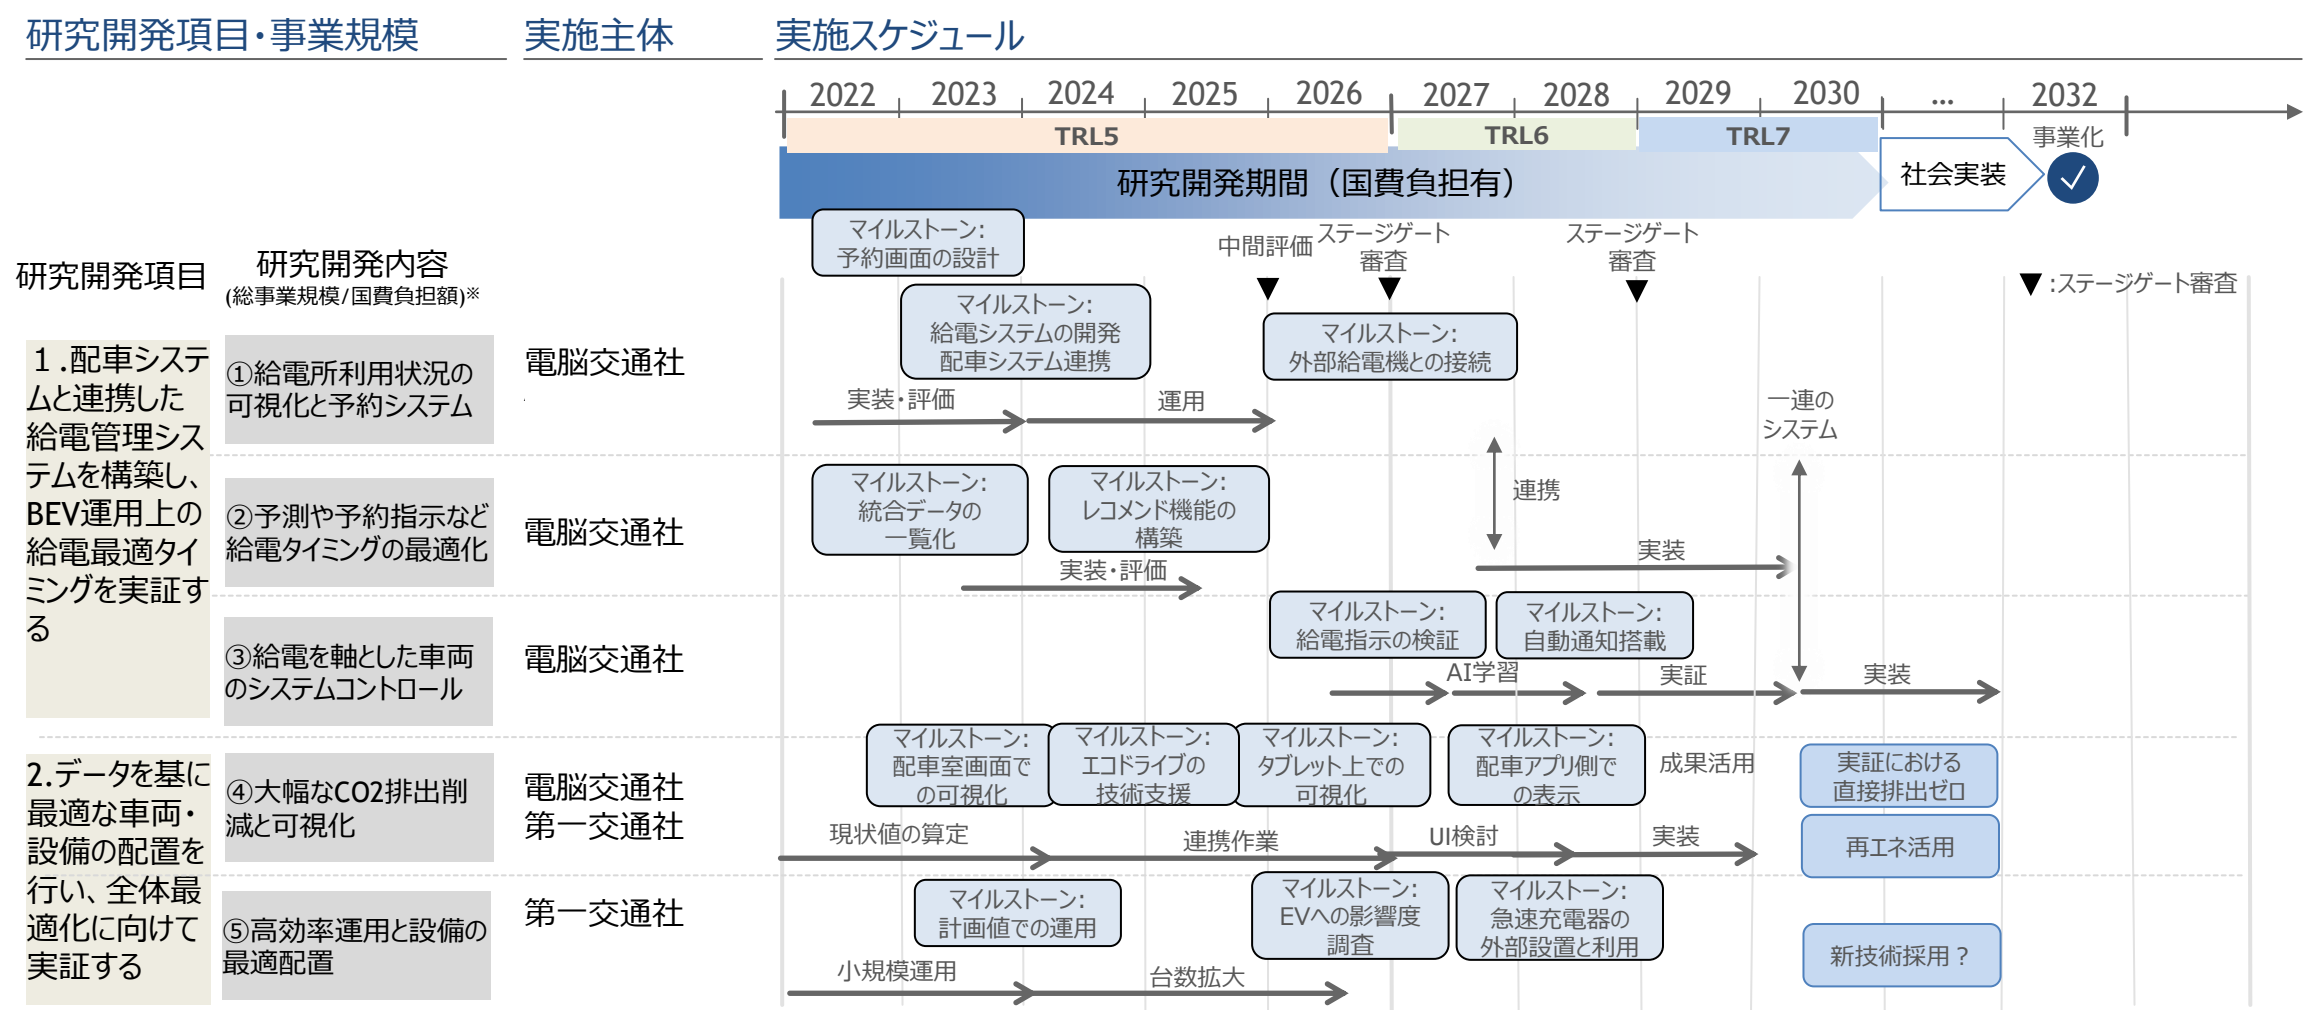 研究開発項目・事業規模
実施主体
実施スケジュール
2022
2023
2024
2025
2026
2027
2028
2029
2030
...
2032
TRL5
TRL6
TRL7
事業化
研究開発期間（国費負担有）
社会実装
研究開発項目
研究開発内容
(総事業規模/国費負担額)※
マイルストーン:
予約画面の設計
中間評価
ステージゲート
審査
ステージゲート
審査
▼:ステージゲート審査
１.配車システ
ムと連携した
給電管理シス
テムを構築し、
BEV運用上の
給電最適タイ
ミングを実証す
る
①給電所利用状況の
可視化と予約システム
電脳交通社
マイルストーン:
給電システムの開発
配車システム連携
マイルストーン:
外部給電機との接続
実装・評価
運用
一連の
システム
②予測や予約指示など
給電タイミングの最適化
電脳交通社
マイルストーン:
統合データの
一覧化
マイルストーン:
レコメンド機能の
構築
連携
実装・評価
実装
③給電を軸とした車両
のシステムコントロール
電脳交通社
マイルストーン:
給電指示の検証
マイルストーン:
自動通知搭載
AI学習
実証
実装
2.データを基に
最適な車両・
設備の配置を
行い、全体最
適化に向けて
実証する
④大幅なCO2排出削
減と可視化
電脳交通社
第一交通社
マイルストーン:
配車室画面で
の可視化
マイルストーン:
エコドライブの
技術支援
マイルストーン:
タブレット上での
可視化
マイルストーン:
配車アプリ側で
の表示
成果活用
実証における
直接排出ゼロ
現状値の算定
連携作業
UI検討
実装
再エネ活用
⑤高効率運用と設備の
最適配置
第一交通社
マイルストーン:
計画値での運用
マイルストーン:
EVへの影響度
調査
マイルストーン:
急速充電器の
外部設置と利用
新技術採用？
小規模運用
台数拡大